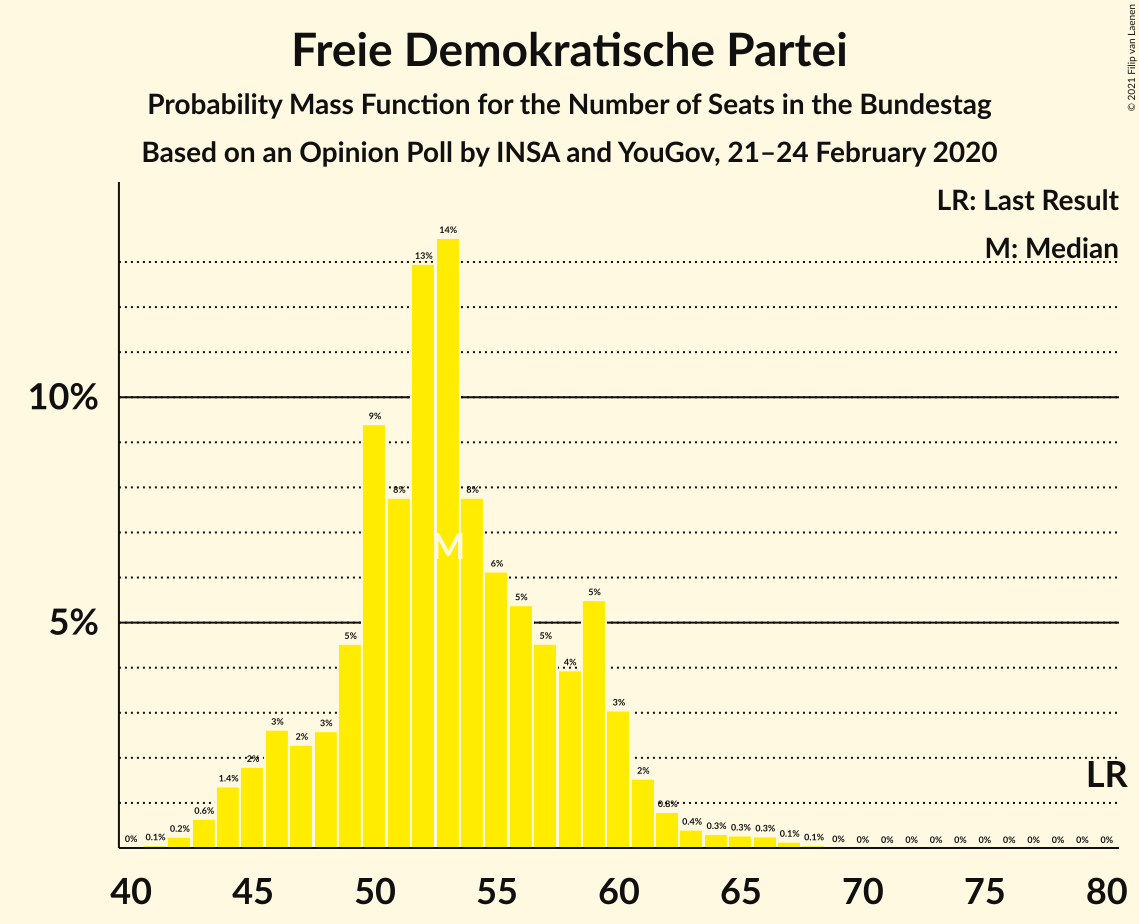 Freie Demokratische Partei
Probability Mass Function for the Number of Seats in the Bundestag
Based on an Opinion Poll by INSA and YouGov, 21–24 February 2020
© 2021 Filip van Laenen
LR: Last Result
M: Median
10%
5%
0% 0.1% 0.2% 0.6% 1.4% 2% 3% 2% 3% 5% 9% 8% 13% 14% 8% 6% 5% 5% 4% 5% 3% 2% 0.8% 0.4% 0.3% 0.3% 0.3% 0.1% 0.1% 0% 0% 0% 0% 0% 0% 0% 0% 0% 0% 0% 0%
M
LR
40 45 50 55 60 65 70 75 80